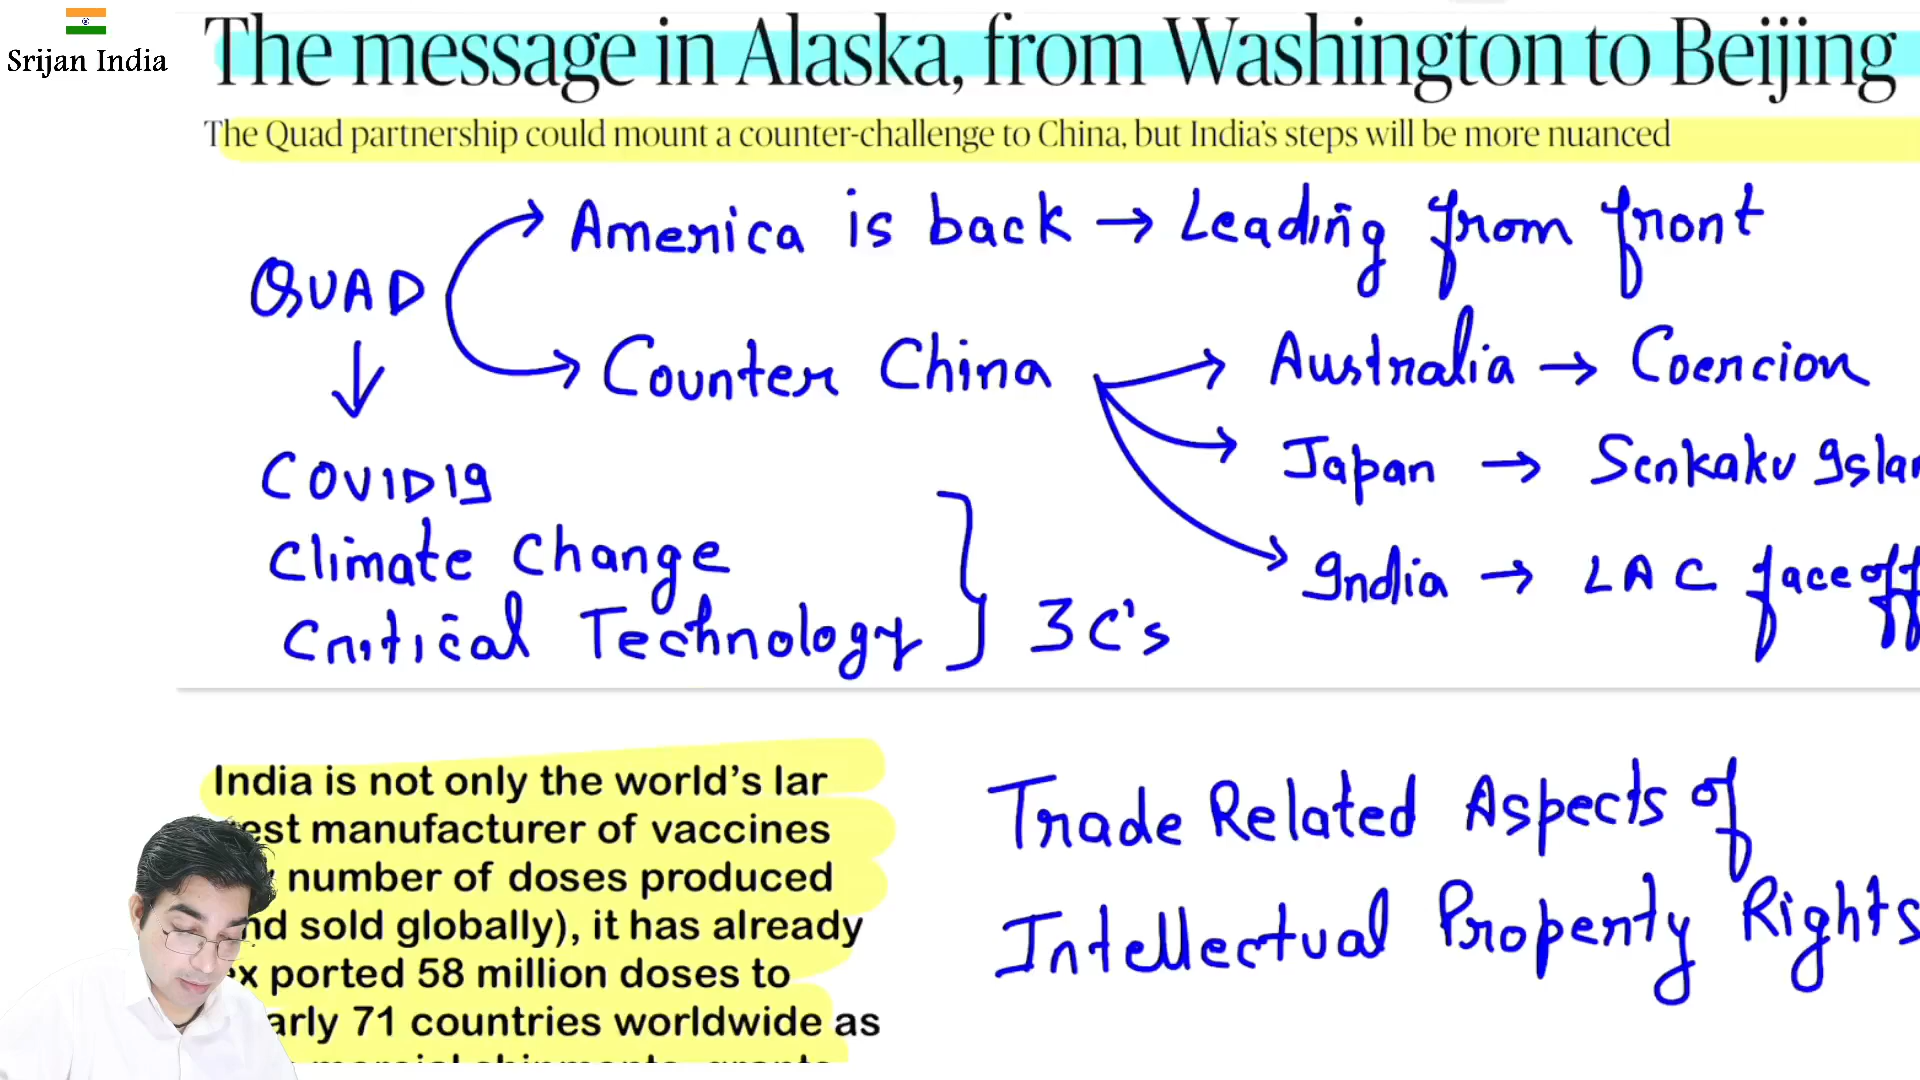 Srijan India
The message in Alaska, from Washington to Beijing
The Quad partnership could mount a counter-challenge to China, but India's steps will be more nuanced
America is back → Leading from front
QUAD
Counter China
Australia → Coercion
Japan → Senkaku
India → LAC faceoff
COVID19
Climate Change
Critical Technology
3 C's
India is not only the world's lar
est manufacturer of vaccines
number of doses produced
nd sold globally), it has already
x ported 58 million doses to
arly 71 countries worldwide as
Trade Related Aspects of
Intellectual Property Rights